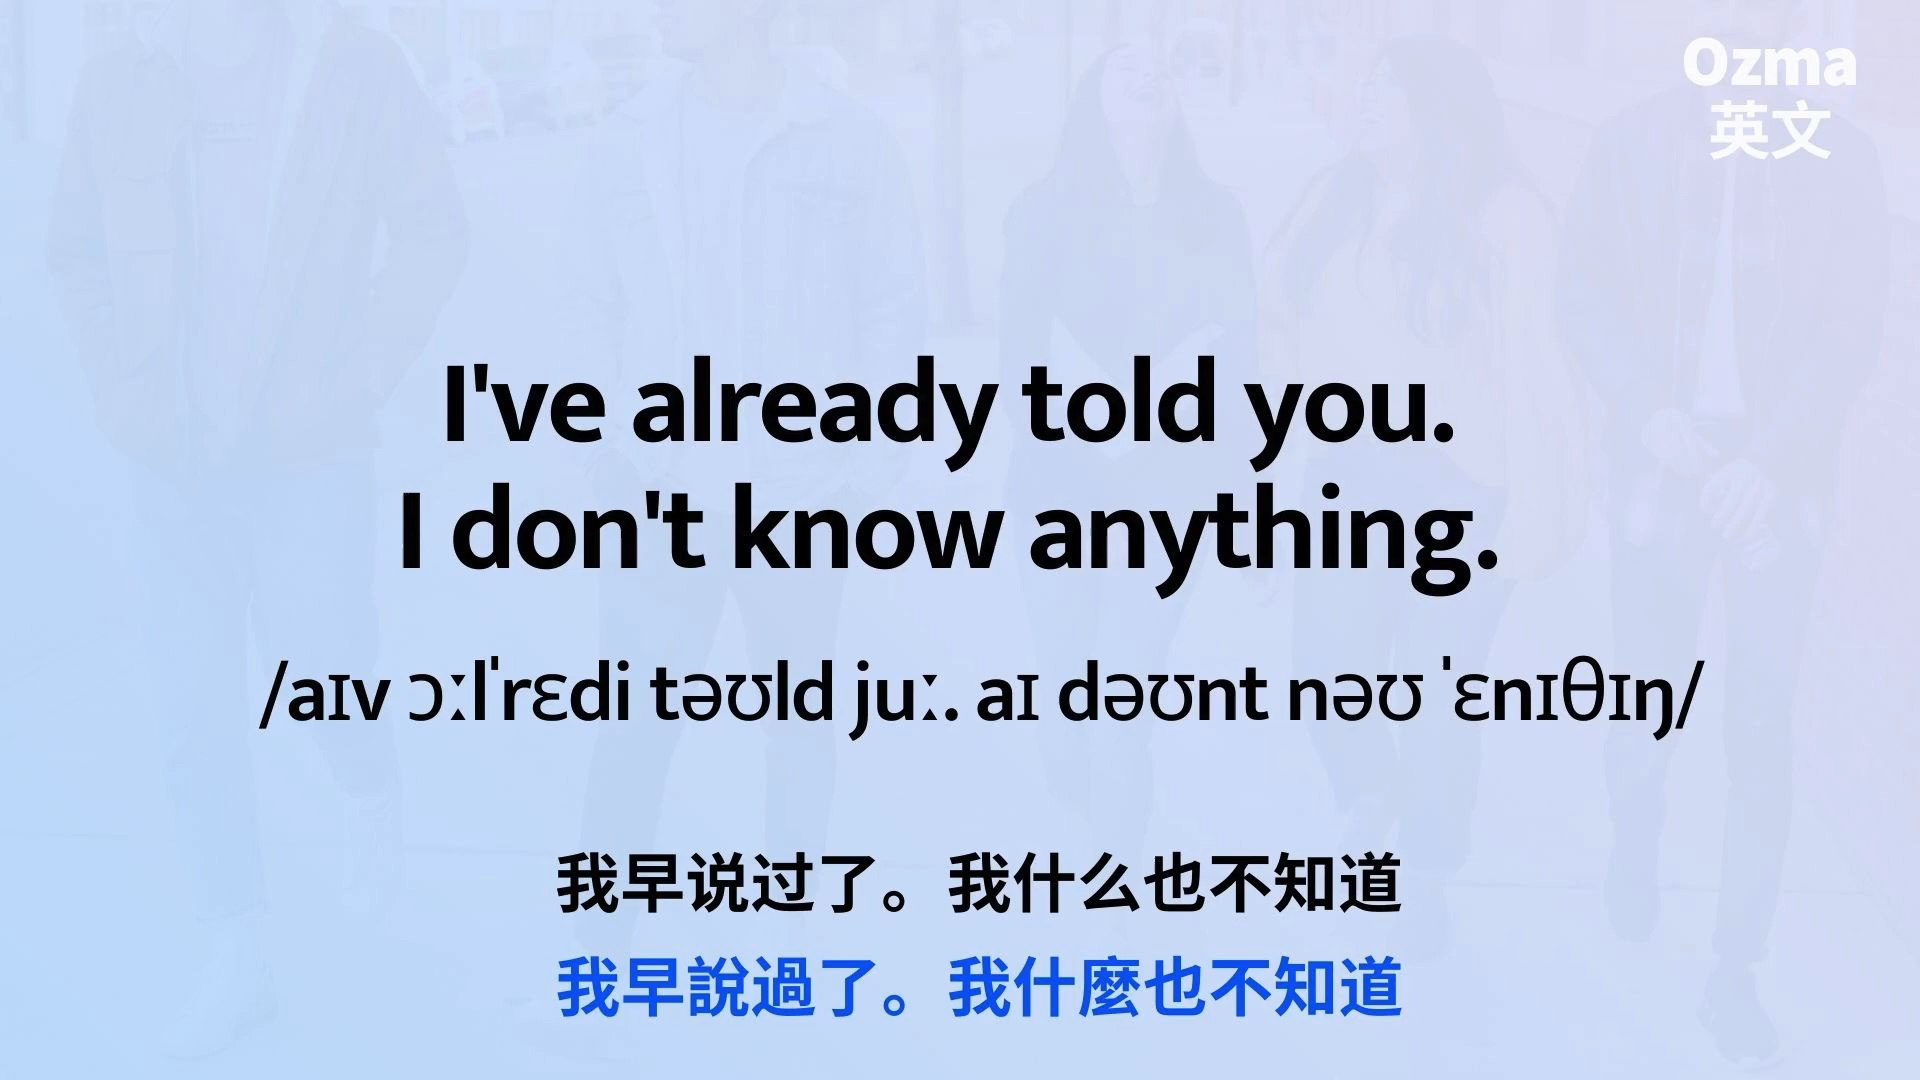 Ozma
英文
I've already told you.
I don't know anything.
/aɪv ɔːlˈrɛdi təʊld juː. aɪ dəʊnt nəʊ ˈɛnɪθɪŋ/
我早说过了。我什么也不知道
我早說過了。我什麼也不知道